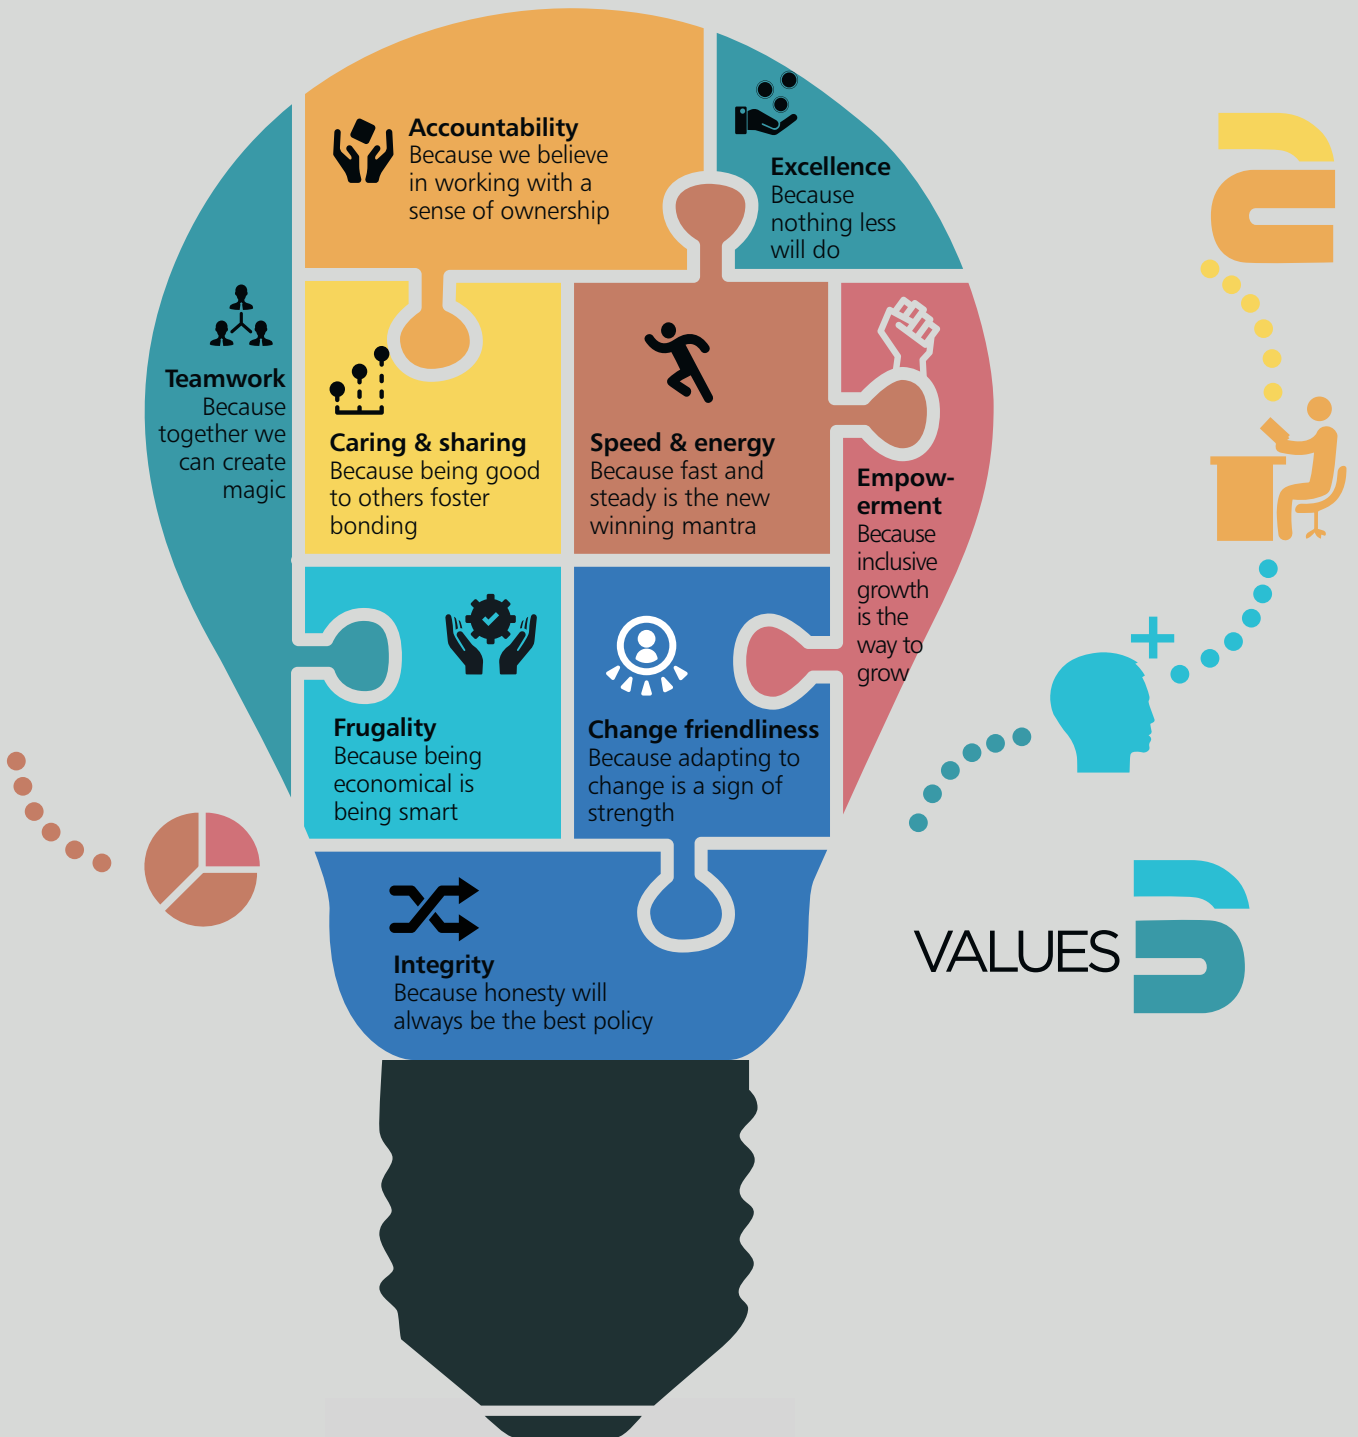 Accountability
Because we believe
in working with a
sense of ownership
Excellence
Because
nothing less
will do
Teamwork
Because
together we
can create
magic
Caring & sharing
Because being good
to others foster
bonding
Speed & energy
Because fast and
steady is the new
winning mantra
Empow-
erment
Because
inclusive
growth
is the
way to
grow
Frugality
Because being
economical is
being smart
Change friendliness
Because adapting to
change is a sign of
strength
Integrity
Because honesty will
always be the best policy
VALUES